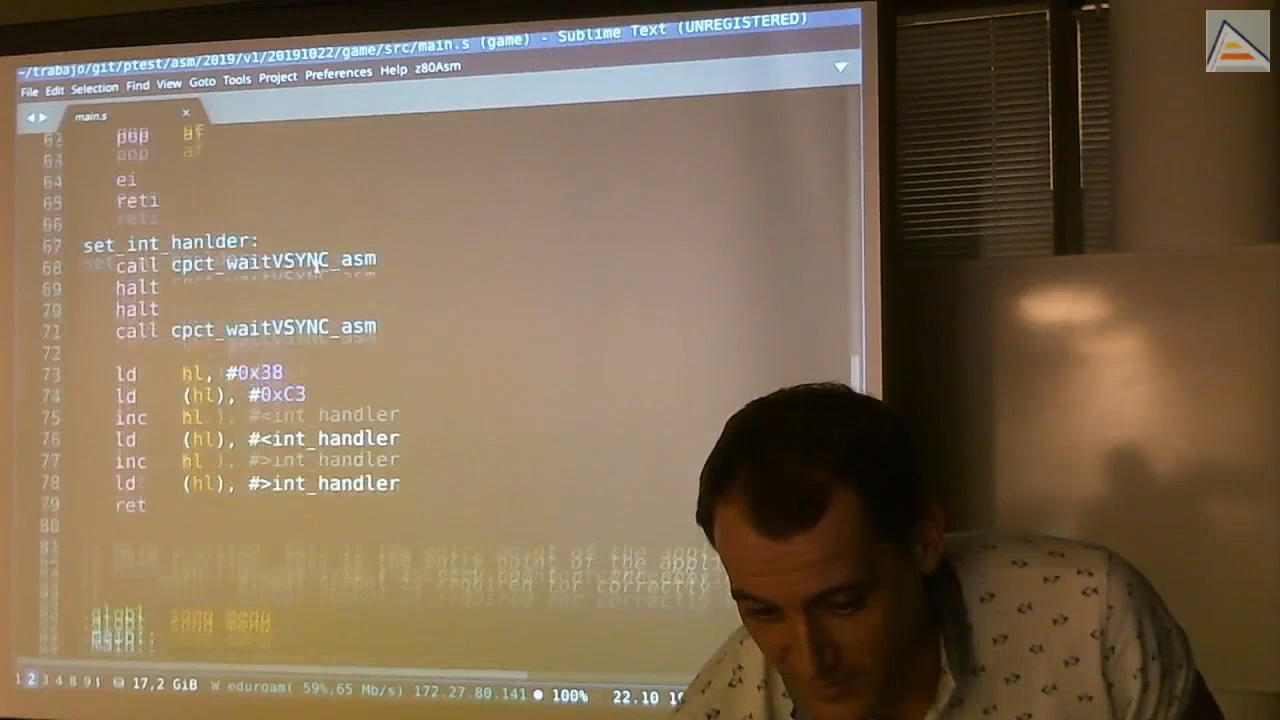 ~/trabajo/git/ptest/asm/2019/v1/20191022/game/src/main.s (game) - Sublime Text (UNREGISTERED)
File Edit Selection Find View Goto Tools Project Preferences Help z80Asm
main.s ×
63 pop af
64 ei
65 reti
66
67 set_int_hanlder:
68 call cpct_waitVSYNC_asm
69 halt
70 halt
71 call cpct_waitVSYNC_asm
72
73 ld hl, #0x38
74 ld (hl), #0xC3
75 inc hl
76 ld (hl), #<int_handler
77 inc hl
78 ld (hl), #>int_handler
79 ret
80
81
.globl
main::
1 2 3 4 8 9 17,2 GiB W eduroam( 59%,65 Mb/s) 172.27.80.141 100% 22.10